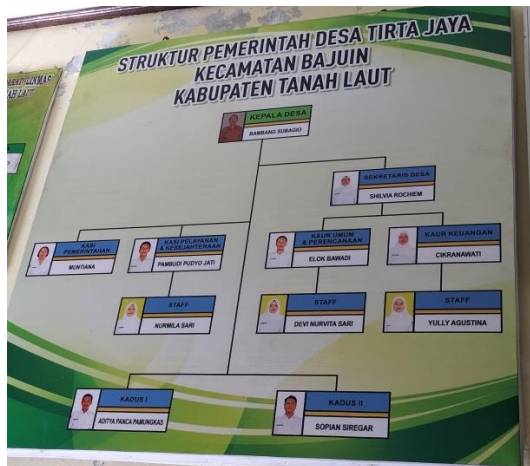 STRUKTUR PEMERINTAH DESA TIRTA JAYA
KECAMATAN BAJUIN
KABUPATEN TANAH LAUT
KEPALA DESA
BAMBANG SUBAGIO
SEKRETARIS DESA
SHILVIA ROCHIEM
KASI
PEMERINTAHAN
MUNTIANA
KASI PELAYANAN
& KESEJAHTERAAN
PAMBUDI PUDYO JATI
KAUR UMUM
& PERENCANAAN
ELOK BAWADI
KAUR KEUANGAN
CIKRANAWATI
STAFF
NURMILA SARI
STAFF
DEVI NURVITA SARI
STAFF
YULLY AGUSTINA
KADUS I
ADITYA PANCA PAMUNGKAS
KADUS II
SOPIAN SIREGAR